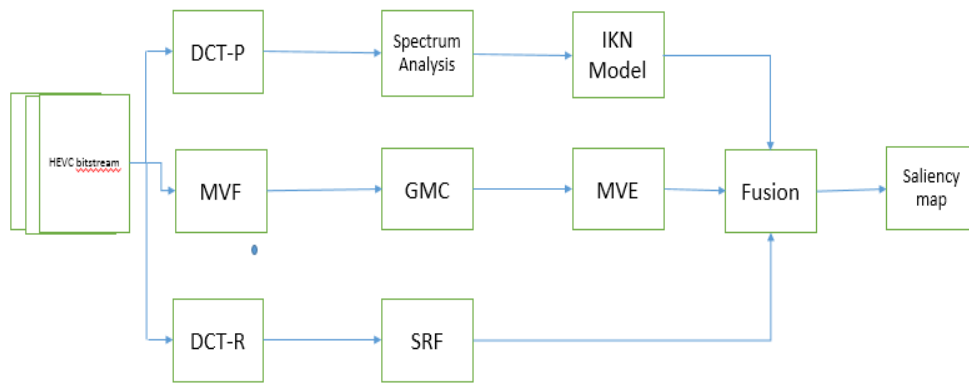 DCT-P
Spectrum
Analysis
IKN
Model
HEVC bitstream
MVF
GMC
MVE
Fusion
Saliency
map
DCT-R
SRF